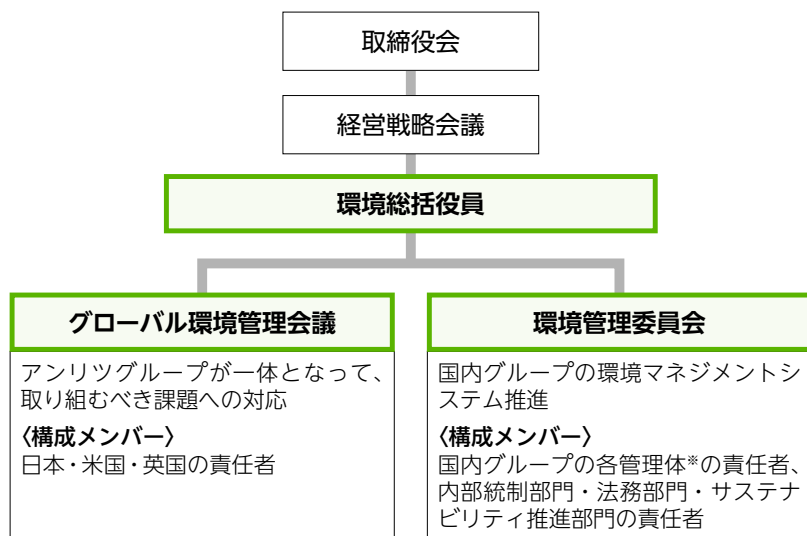 取締役会
経営戦略会議
環境総括役員
グローバル環境管理会議
アンリツグループが一体となって、
取り組むべき課題への対応
〈構成メンバー〉
日本・米国・英国の責任者
環境管理委員会
国内グループの環境マネジメントシ
ステム推進
〈構成メンバー〉
国内グループの各管理体※の責任者、
内部統制部門・法務部門・サステナ
ビリティ推進部門の責任者